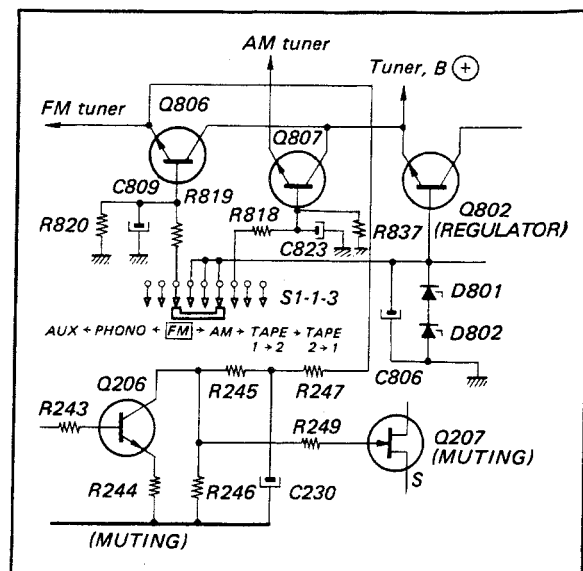 AM tuner
Tuner, B ⊕
FM tuner
Q806
Q807
C809
R819
R820
R818
C823
R837
Q802
(REGULATOR)
S1-1-3
D801
D802
AUX + PHONO + FM + AM + TAPE + TAPE
1→2 2→1
C806
Q206
R245
R247
R243
R249
Q207
(MUTING)
R244
R246
C230
S
(MUTING)